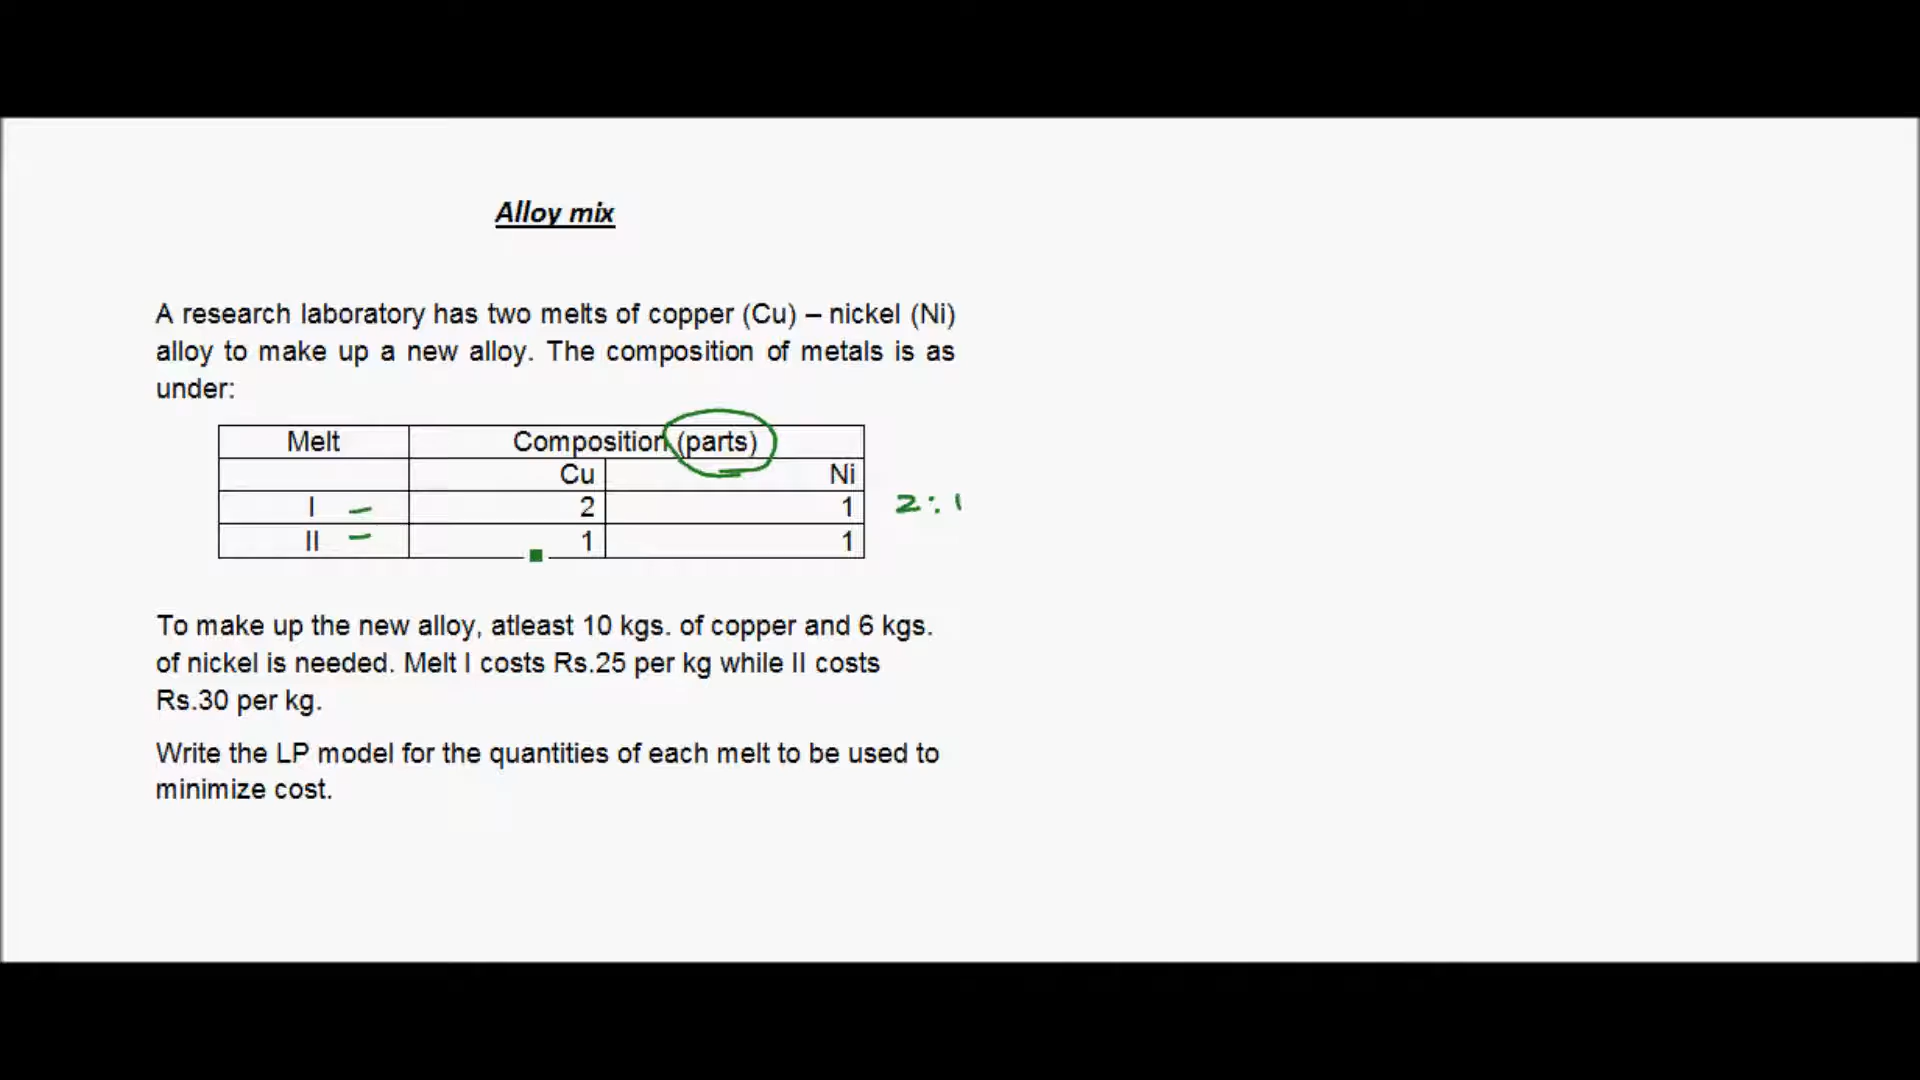 Alloy mix
A research laboratory has two melts of copper (Cu) – nickel (Ni)
alloy to make up a new alloy. The composition of metals is as
under:
Melt Composition (parts)
Cu Ni
I 2 1 2:1
II 1 1
To make up the new alloy, atleast 10 kgs. of copper and 6 kgs.
of nickel is needed. Melt I costs Rs.25 per kg while II costs
Rs.30 per kg.
Write the LP model for the quantities of each melt to be used to
minimize cost.